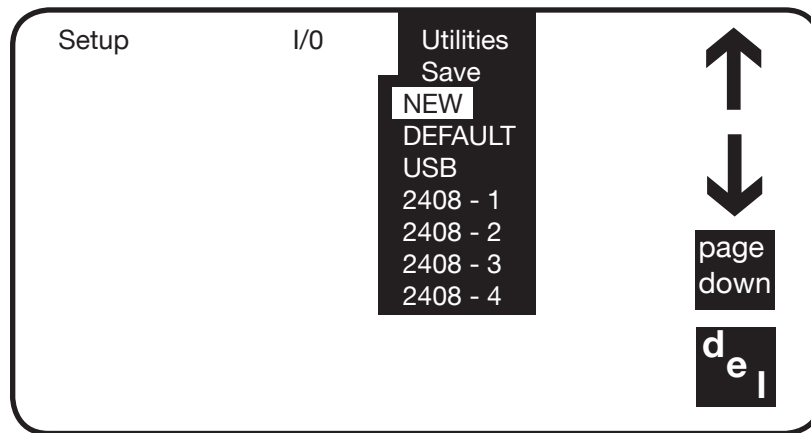 Setup I/0 Utilities
Save
NEW
DEFAULT
USB
2408 - 1
2408 - 2
2408 - 3
2408 - 4
page
down
del